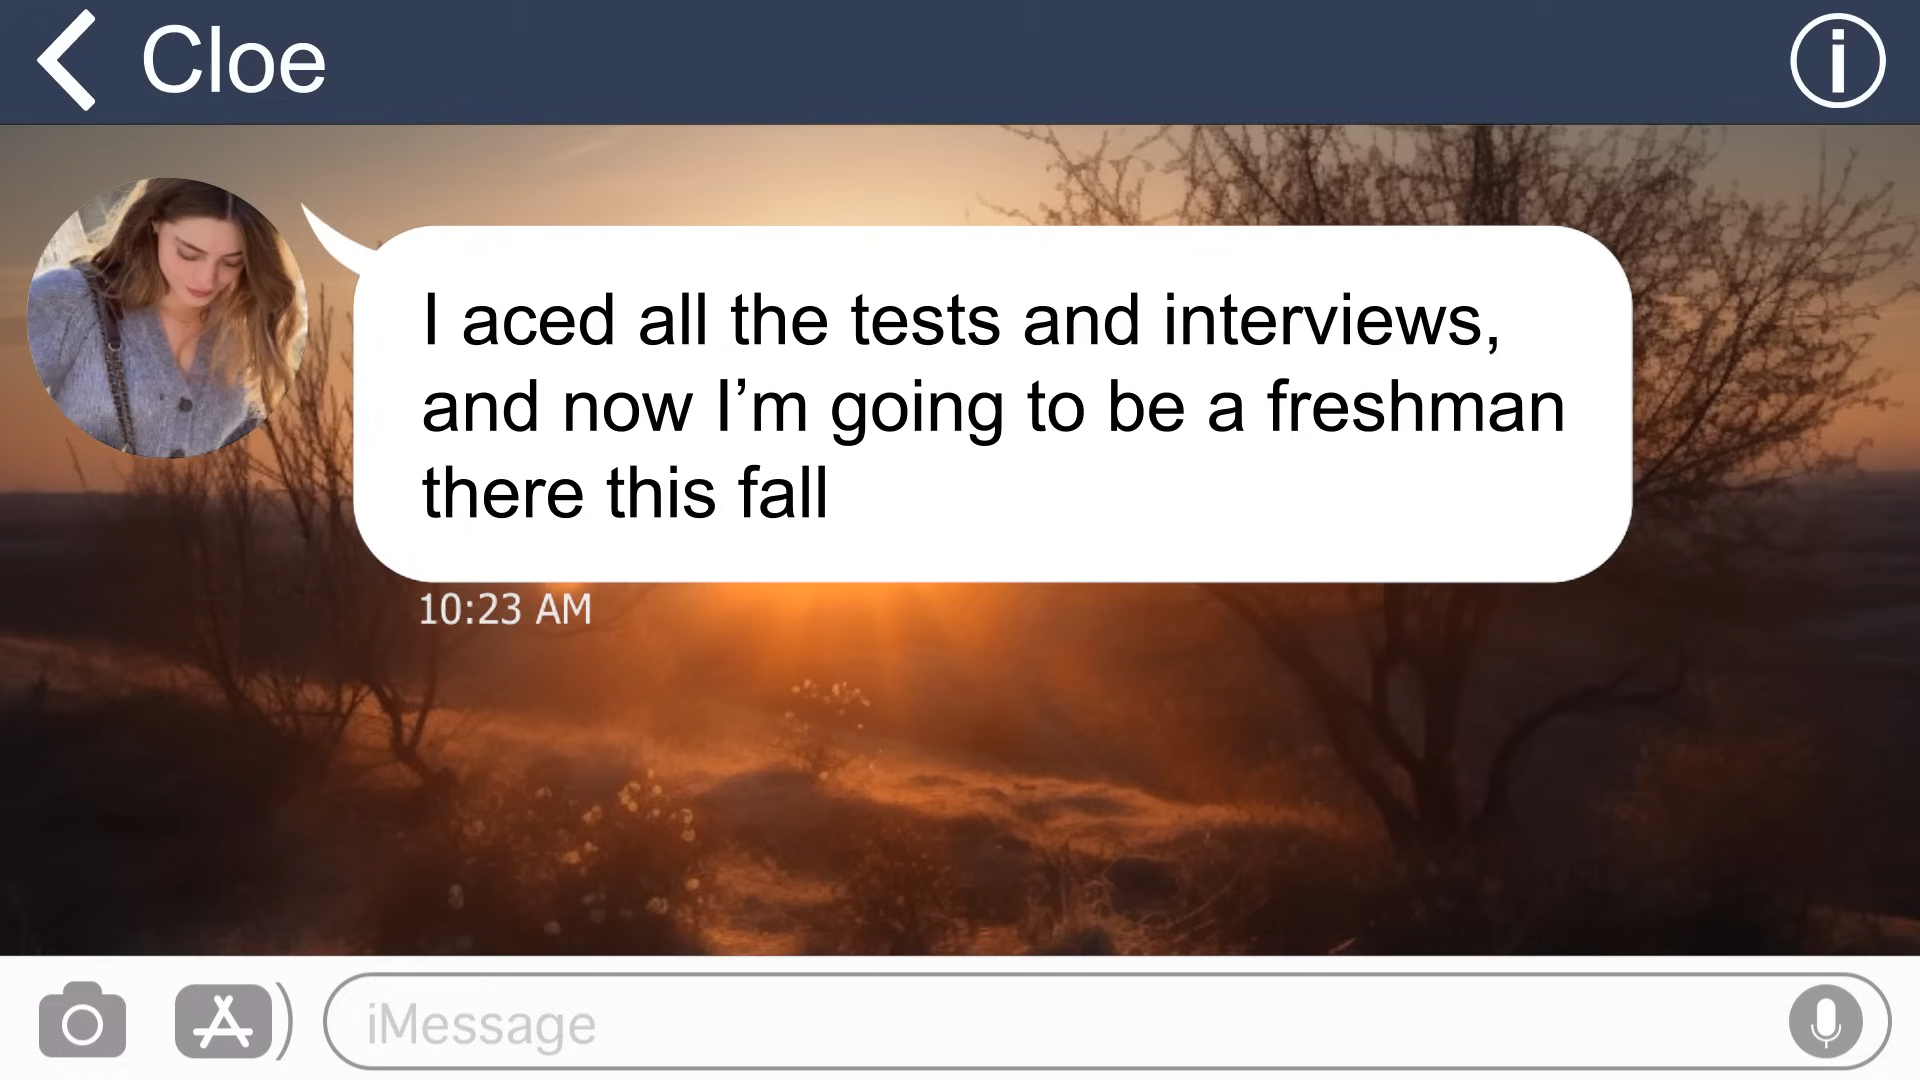 Cloe
I aced all the tests and interviews,
and now I’m going to be a freshman
there this fall
10:23 AM
iMessage